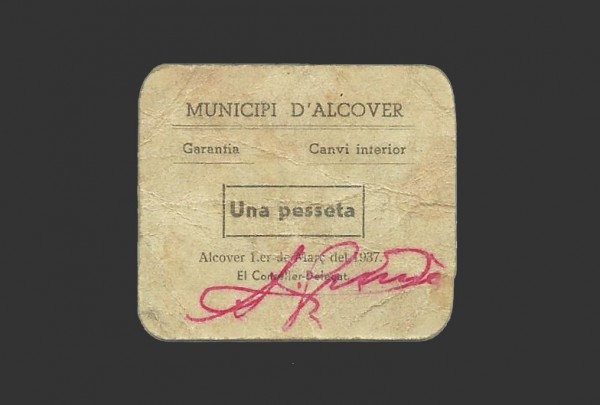 MUNICIPI D'ALCOVER
Garantia Canvi interior
Una pesseta
Alcover 1.er de Març del 1937.
El Conseller-Delegat